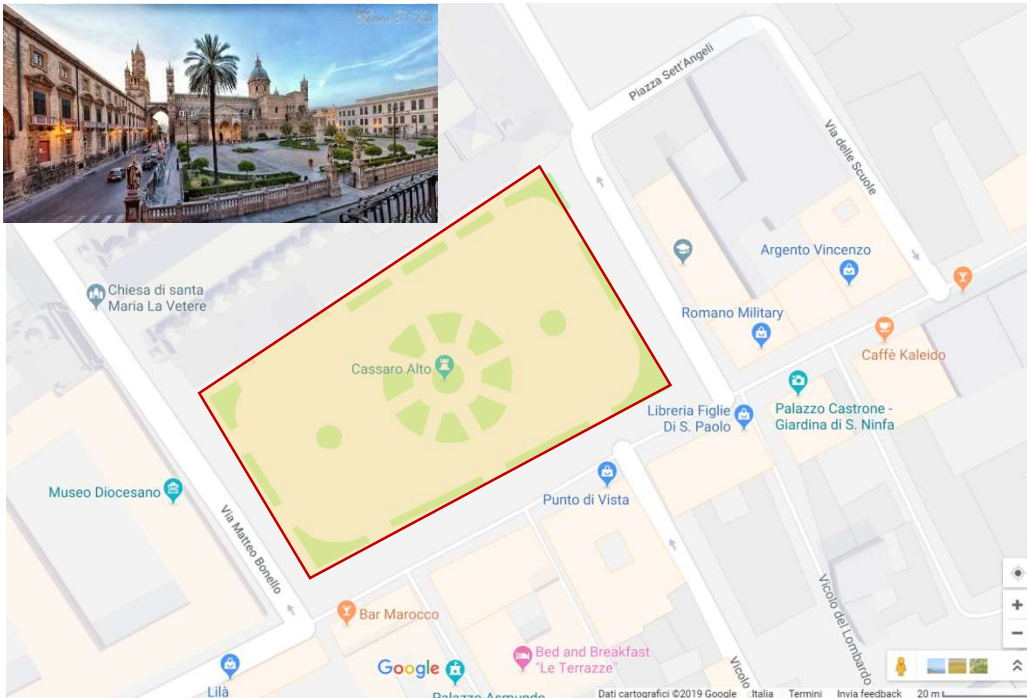 Piazza Sett'Angeli
Via delle Scuole
Argento Vincenzo
Chiesa di santa
Maria La Vetere
Romano Military
Caffè Kaleido
Cassaro Alto
Libreria Figlie
Di S. Paolo
Palazzo Castrone -
Giardina di S. Ninfa
Museo Diocesano
Punto di Vista
Via Matteo Bonello
Vicolo del Lombardo
Bar Marocco
Bed and Breakfast
"Le Terrazze"
Vicolo
Google
Lilà
Palazzo Asmundo
Dati cartografici ©2019 Google Italia Termini Invia feedback 20 m